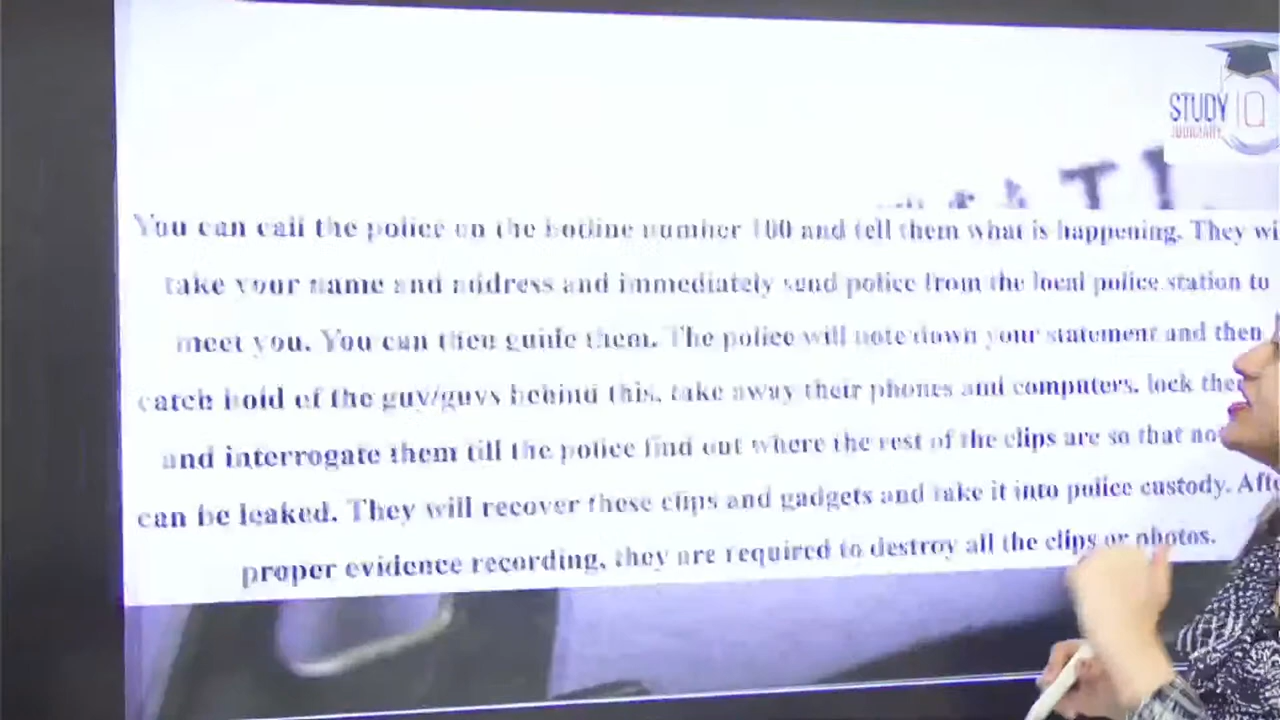 STUDY IQ
JUDICIARY
You can call the police on the hotline number 100 and tell them what is happening. They wi
take your name and address and immediately send police from the local police station to
meet you. You can then guide them. The police will note down your statement and then
catch hold of the guy/guys behind this, take away their phones and computers, lock the
and interrogate them till the police find out where the rest of the clips are so that no
can be leaked. They will recover these clips and gadgets and take it into police custody. Afte
proper evidence recording, they are required to destroy all the clips or photos.